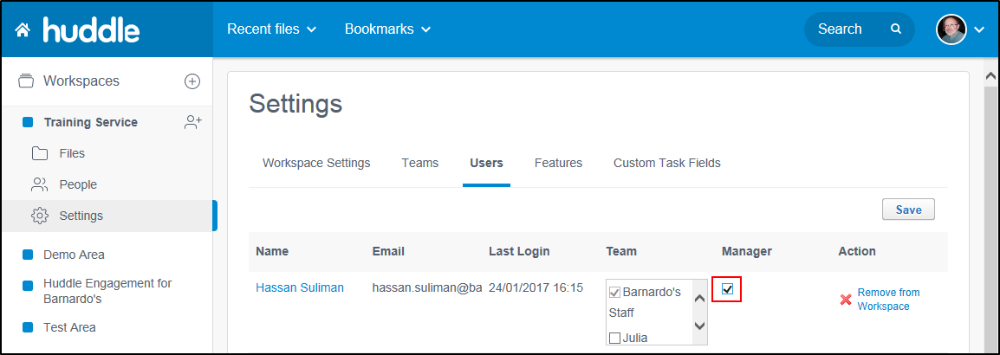 huddle
Recent files
Bookmarks
Search
Workspaces
Training Service
Files
People
Settings
Demo Area
Huddle Engagement for
Barnardo's
Test Area
Settings
Workspace Settings
Teams
Users
Features
Custom Task Fields
Save
Name Email Last Login Team Manager Action
Hassan Suliman hassan.suliman@ba 24/01/2017 16:15
Barnardo's
Staff
Julia
Remove from
Workspace